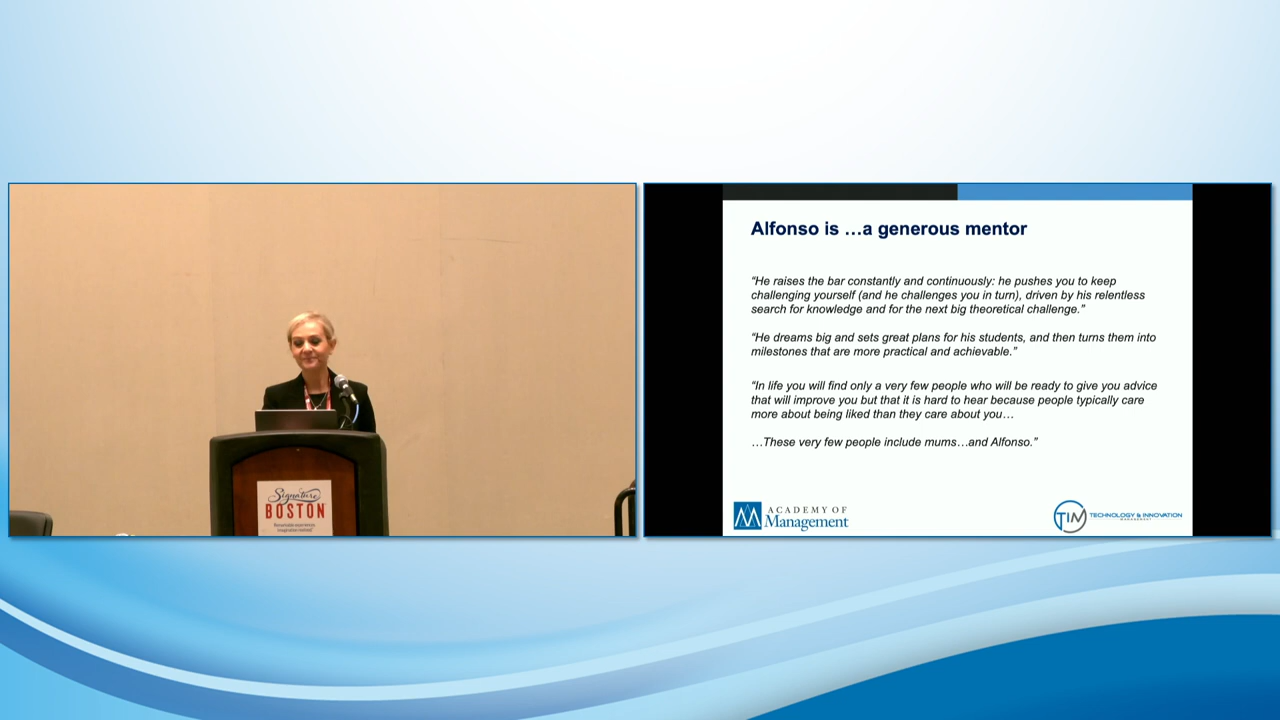 Signature
BOSTON
Alfonso is …a generous mentor
“He raises the bar constantly and continuously: he pushes you to keep
challenging yourself (and he challenges you in turn), driven by his relentless
search for knowledge and for the next big theoretical challenge.”
“He dreams big and sets great plans for his students, and then turns them into
milestones that are more practical and achievable.”
“In life you will find only a very few people who will be ready to give you advice
that will improve you but that it is hard to hear because people typically care
more about being liked than they care about you…
…These very few people include mums…and Alfonso.”
ACADEMY OF
Management
TIM
TECHNOLOGY & INNOVATION
MANAGEMENT